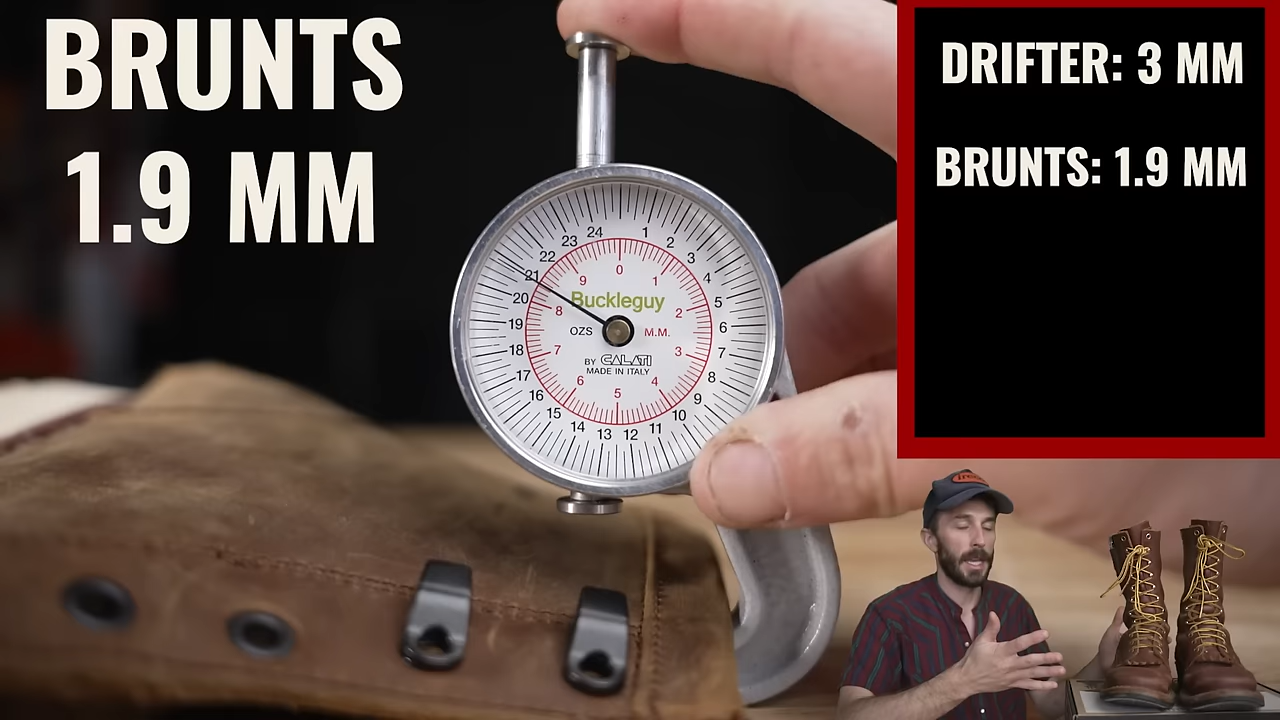 BRUNTS
1.9 MM
DRIFTER: 3 MM
BRUNTS: 1.9 MM
1 2 3 4 5 6 7 8 9 10 11 12 13 14 15 16 17 18 19 20 21 22 23 24
0 1 2 3 4 5 6 7 8 9
Buckleguy
OZS
M.M.
BY GALATI
MADE IN ITALY